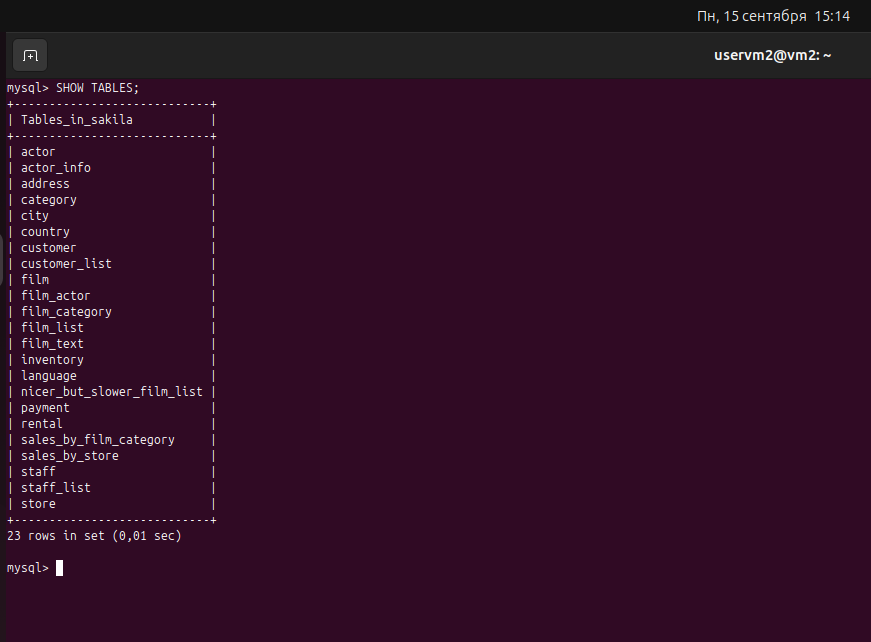 Пн, 15 сентября 15:14
uservm2@vm2: ~
mysql> SHOW TABLES;
+----------------------------+
| Tables_in_sakila           |
+----------------------------+
| actor                      |
| actor_info                 |
| address                    |
| category                   |
| city                       |
| country                    |
| customer                   |
| customer_list              |
| film                       |
| film_actor                 |
| film_category              |
| film_list                  |
| film_text                  |
| inventory                  |
| language                   |
| nicer_but_slower_film_list |
| payment                    |
| rental                     |
| sales_by_film_category     |
| sales_by_store             |
| staff                      |
| staff_list                 |
| store                      |
+----------------------------+
23 rows in set (0,01 sec)
mysql>